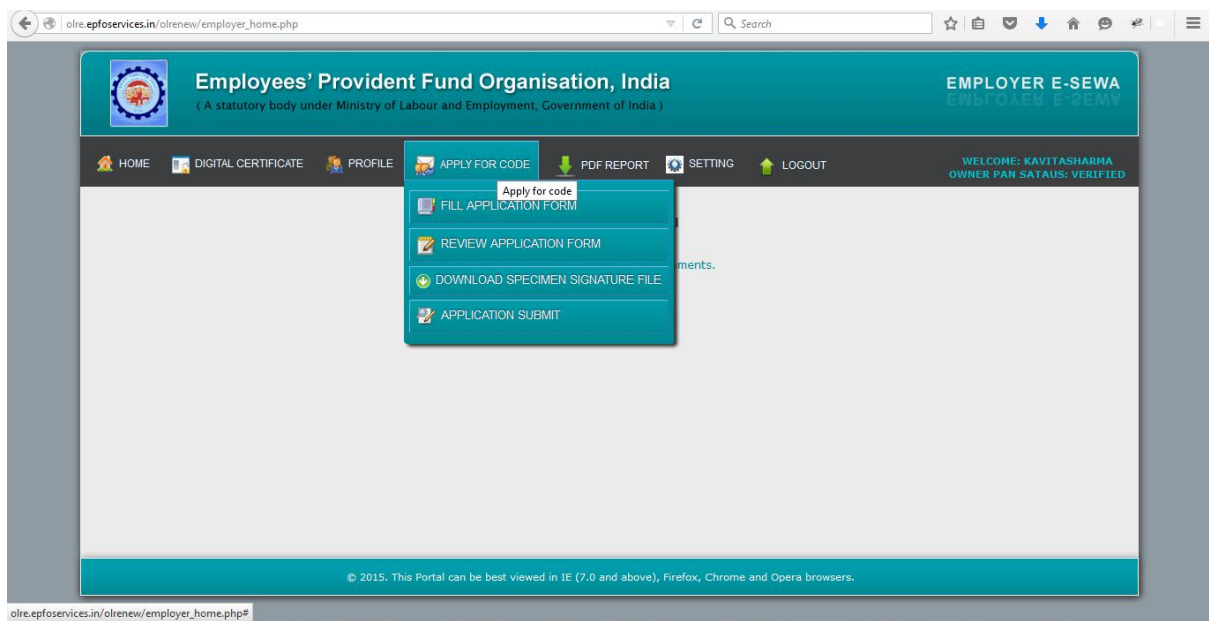 olre.epfoservices.in/olrenew/employer_home.php
Search
Employees' Provident Fund Organisation, India
( A statutory body under Ministry of Labour and Employment, Government of India )
EMPLOYER E-SEWA
HOME DIGITAL CERTIFICATE PROFILE APPLY FOR CODE PDF REPORT SETTING LOGOUT
WELCOME: KAVITASHARMA
OWNER PAN SATAUS: VERIFIED
Apply for code
FILL APPLICATION FORM
REVIEW APPLICATION FORM
ments.
DOWNLOAD SPECIMEN SIGNATURE FILE
APPLICATION SUBMIT
© 2015. This Portal can be best viewed in IE (7.0 and above), Firefox, Chrome and Opera browsers.
olre.epfoservices.in/olrenew/employer_home.php#